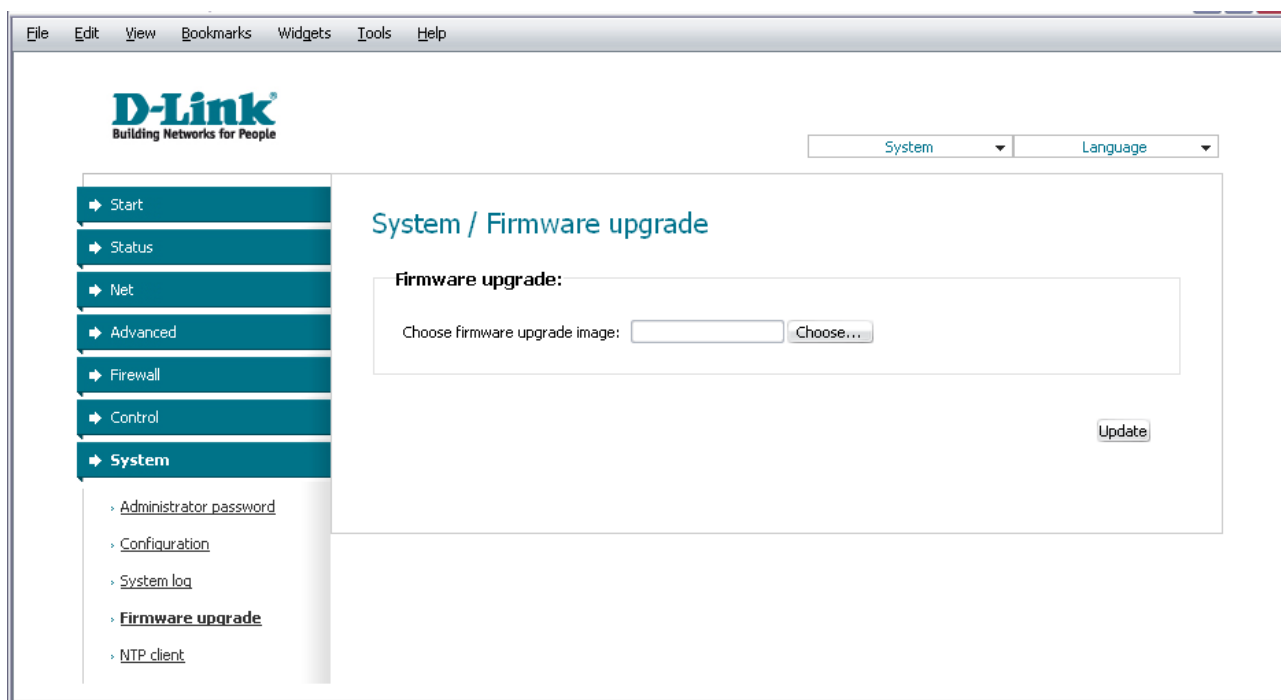 File Edit View Bookmarks Widgets Tools Help
D-Link®
Building Networks for People
System Language
Start
Status
Net
Advanced
Firewall
Control
System
Administrator password
Configuration
System log
Firmware upgrade
NTP client
System / Firmware upgrade
Firmware upgrade:
Choose firmware upgrade image: Choose...
Update